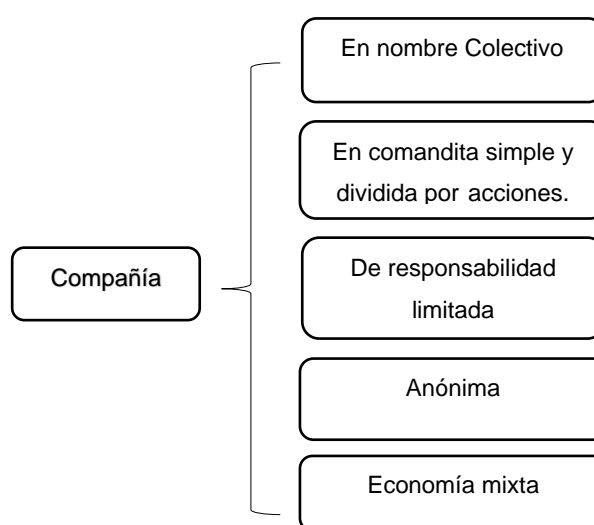 En nombre Colectivo
En comandita simple y
dividida por acciones.
Compañía
De responsabilidad
limitada
Anónima
Economía mixta